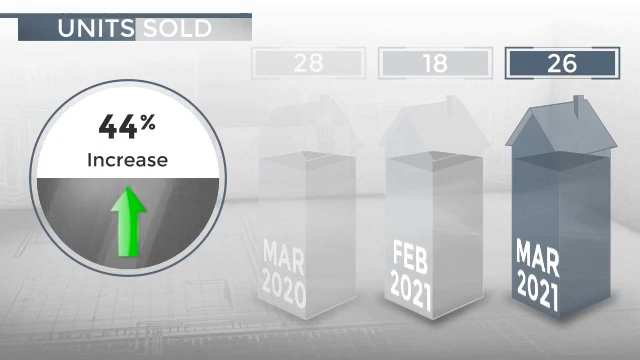 UNITS SOLD
28
18
26
44%
Increase
MAR
2020
FEB
2021
MAR
2021